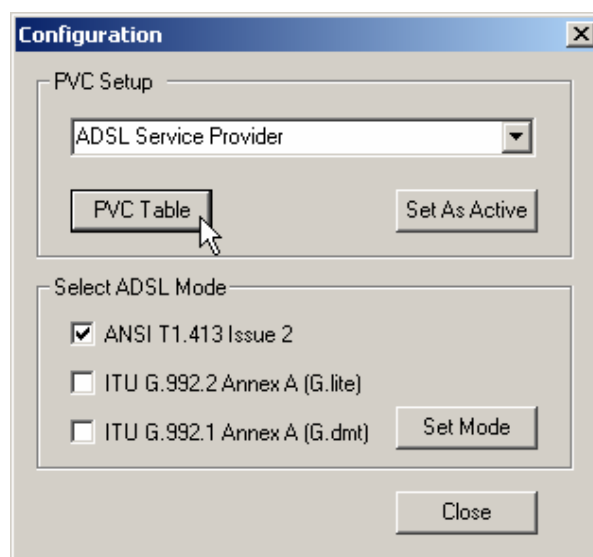 Configuration
PVC Setup
ADSL Service Provider
PVC Table
Set As Active
Select ADSL Mode
ANSI T1.413 Issue 2
ITU G.992.2 Annex A (G.lite)
ITU G.992.1 Annex A (G.dmt)
Set Mode
Close